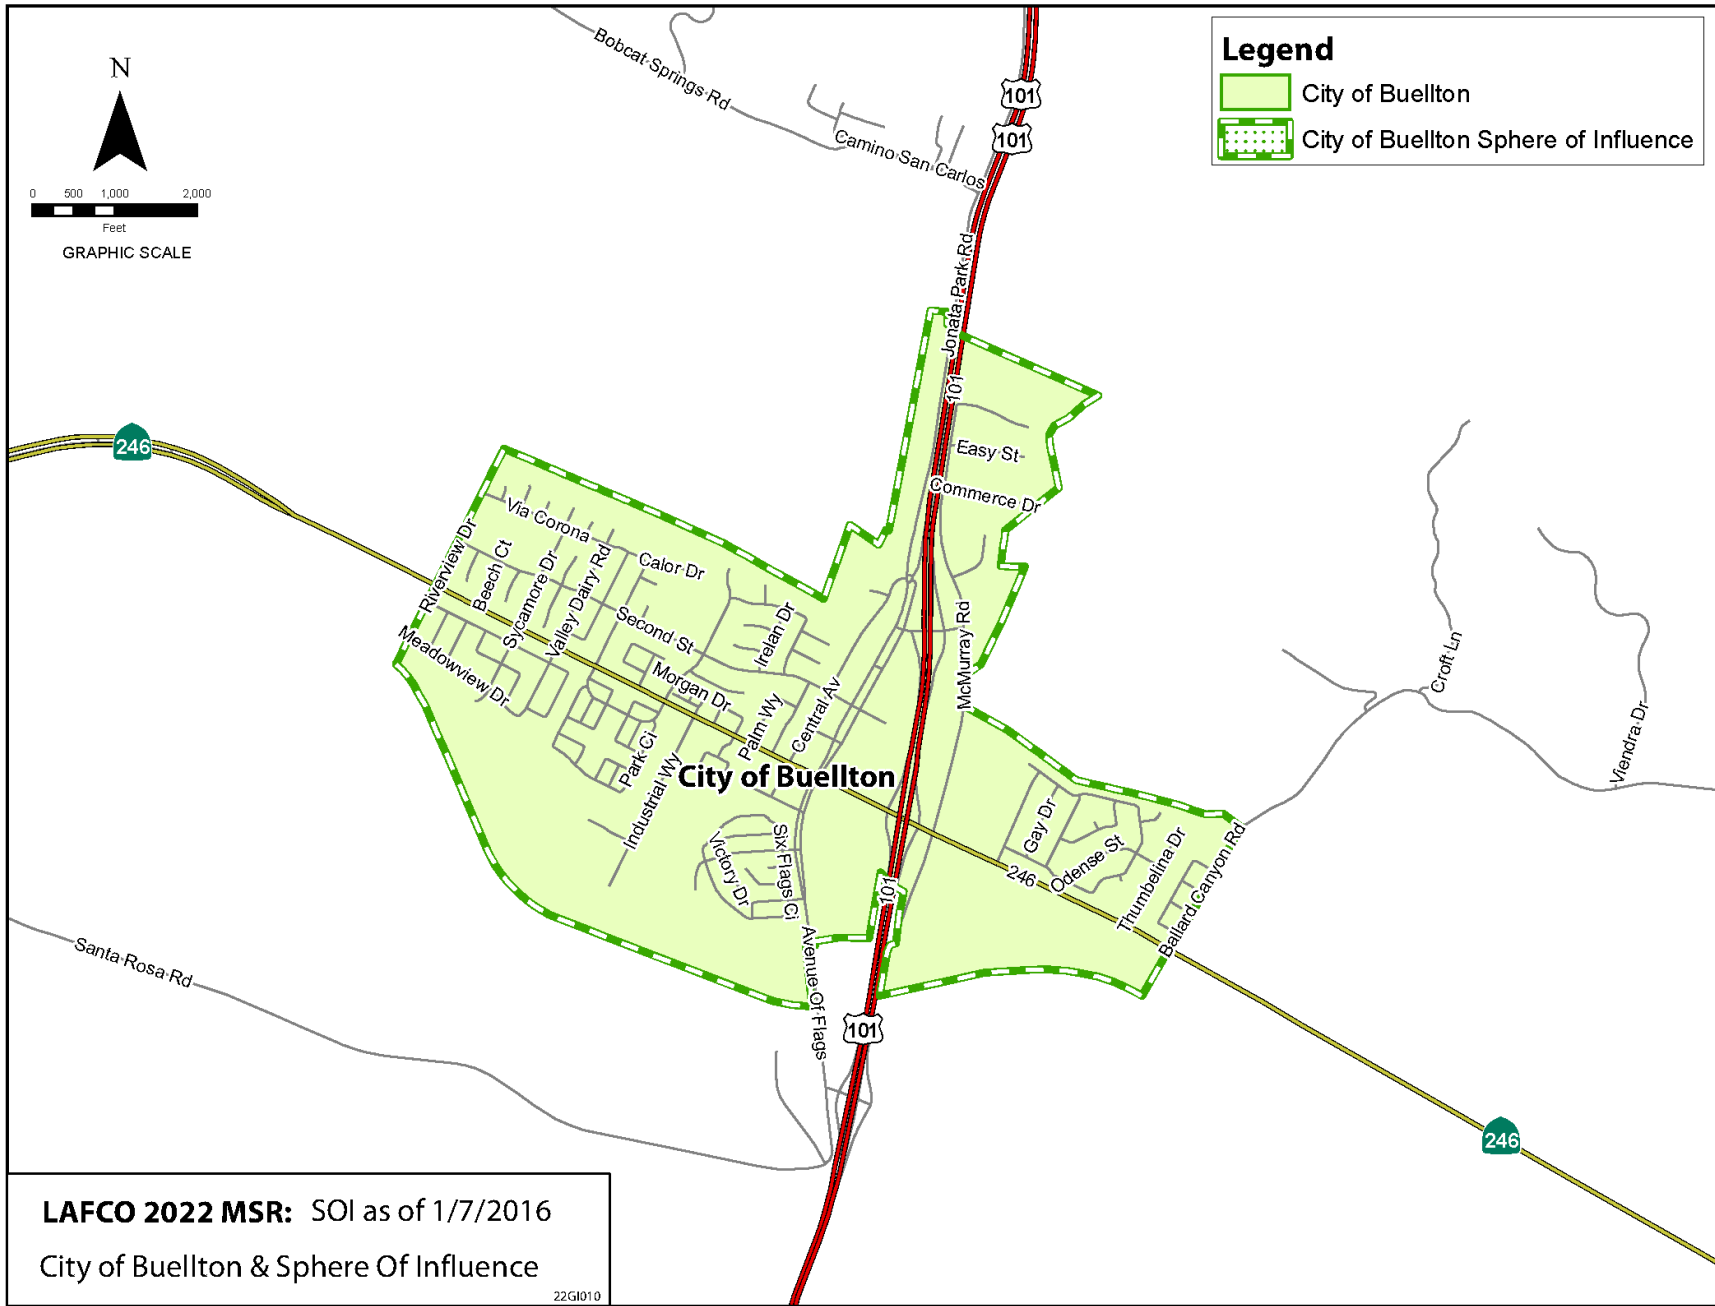 N
0 500 1,000 2,000
Feet
GRAPHIC SCALE
Legend
City of Buellton
City of Buellton Sphere of Influence
Bobcat Springs Rd
101
101
Camino San Carlos
Jonata Park Rd
101
246
Easy St
Commerce Dr
Via Corona
Calor Dr
Riverview Dr
Beech Ct
Sycamore Dr
Valley Dairy Rd
Second St
Irelan Dr
McMurray Rd
Meadowview Dr
Morgan Dr
Palm Wy
Central Av
Croft Ln
Viendra Dr
Park Ci
Industrial Wy
City of Buellton
Gay Dr
Odense St
Thumbelina Dr
Ballard Canyon Rd
246
Victory Dr
Six Flags Ci
101
Avenue Of Flags
Santa Rosa Rd
101
246
LAFCO 2022 MSR: SOI as of 1/7/2016
City of Buellton & Sphere Of Influence
22GI010